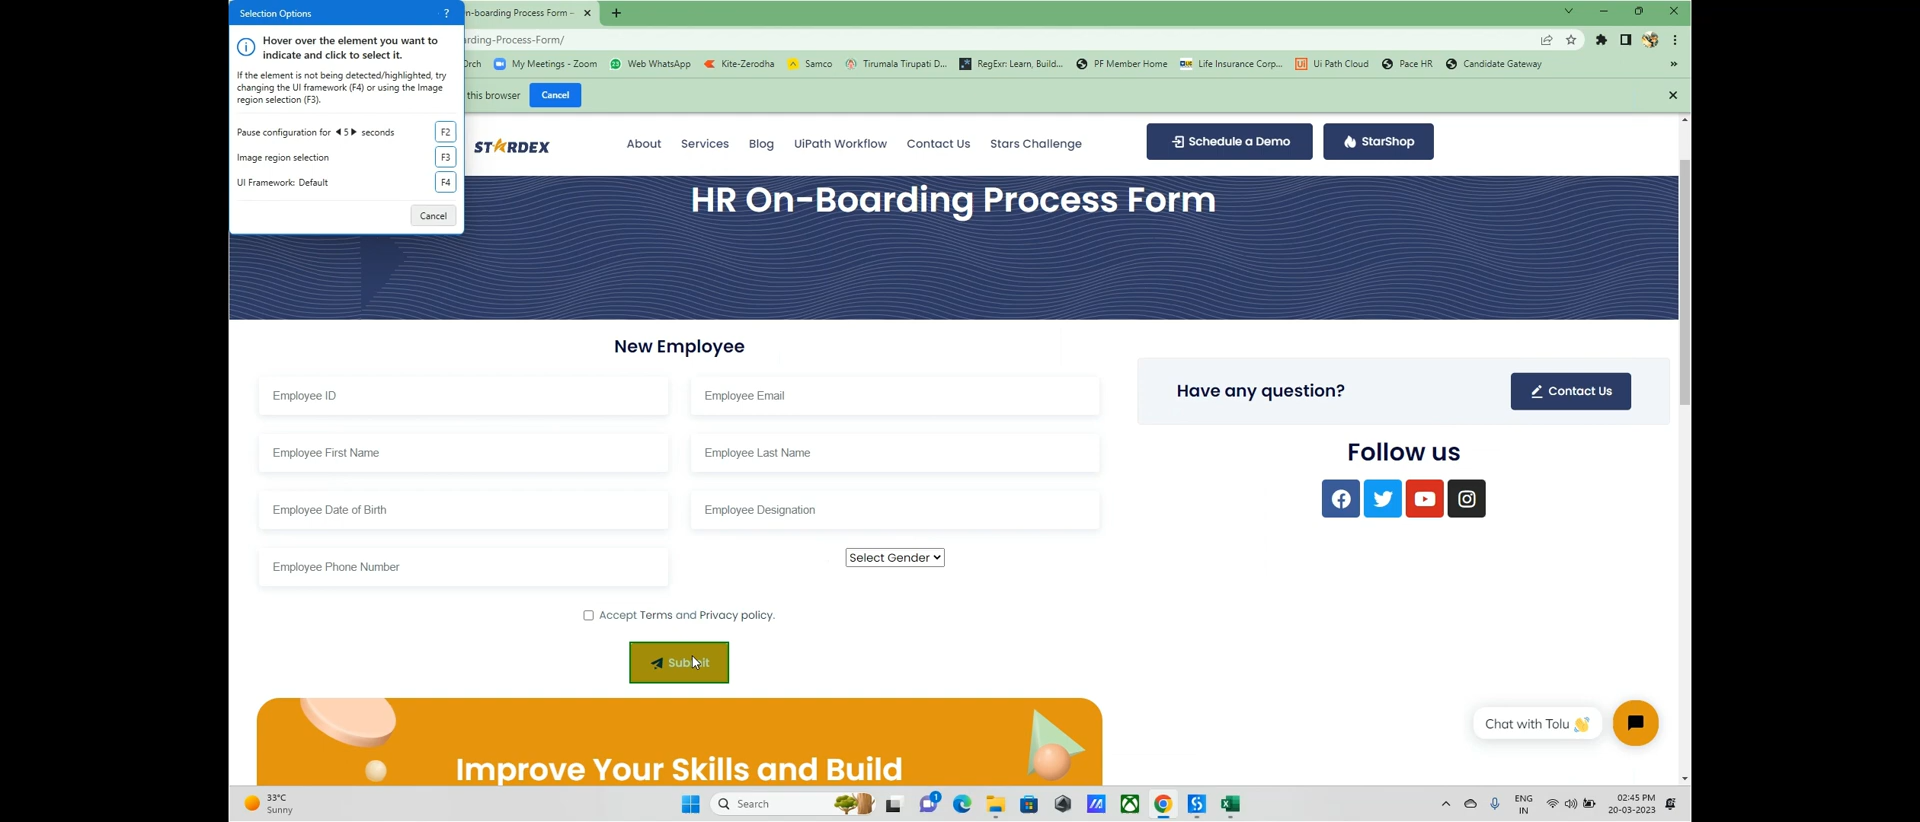 Selection Options ?
n-boarding Process Form –
Hover over the element you want to
indicate and click to select it.
If the element is not being detected/highlighted, try
changing the UI framework (F4) or using the Image
region selection (F3).
Pause configuration for 5 seconds F2
Image region selection F3
UI Framework: Default F4
Cancel
arding-Process-Form/
Orch My Meetings - Zoom Web WhatsApp Kite-Zerodha Samco Tirumala Tirupati D... RegExr: Learn, Build... PF Member Home Life Insurance Corp... Ui Path Cloud Pace HR Candidate Gateway »
this browser Cancel
STARDEX About Services Blog UiPath Workflow Contact Us Stars Challenge Schedule a Demo StarShop
HR On-Boarding Process Form
New Employee
Employee ID Employee Email
Employee First Name Employee Last Name
Employee Date of Birth Employee Designation
Employee Phone Number Select Gender
Accept Terms and Privacy policy.
Submit
Have any question? Contact Us
Follow us
Chat with Tolu 👋
Improve Your Skills and Build
33°C
Sunny
Search
1
ENG
IN
02:45 PM
20-03-2023